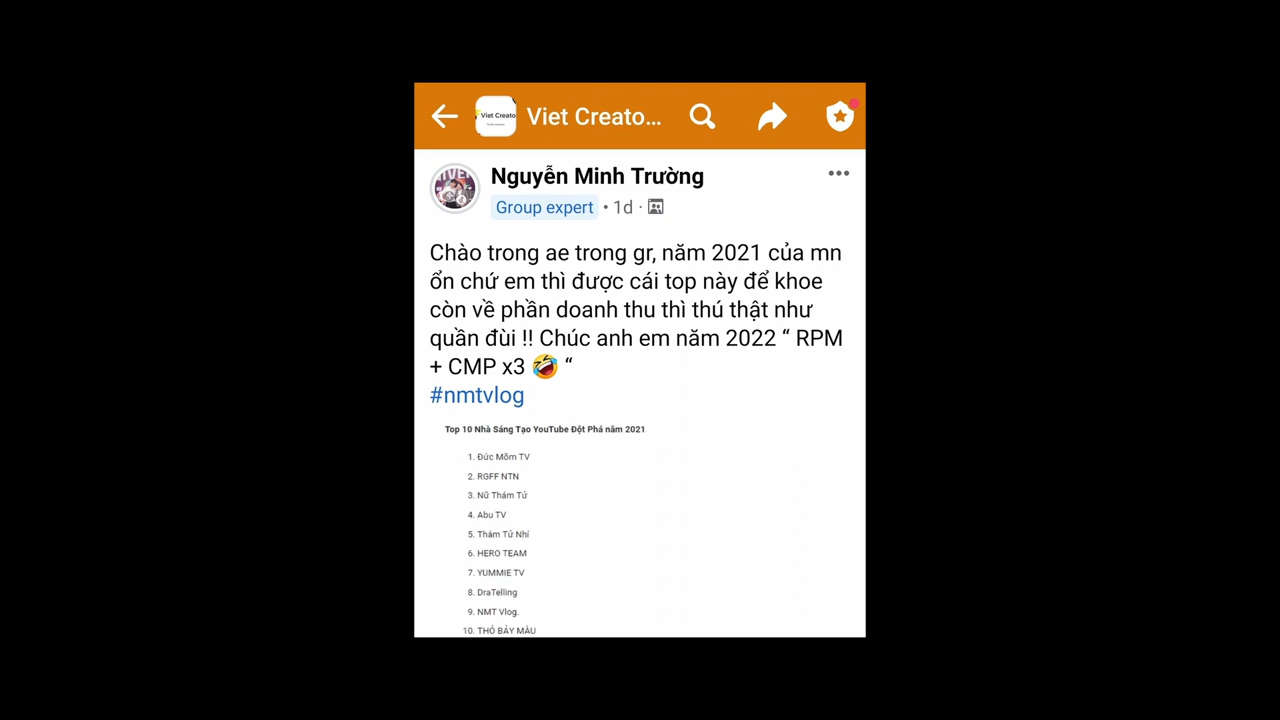 Viet Creato
Viet Creato...
Nguyễn Minh Trường
Group expert • 1d ·
Chào trong ae trong gr, năm 2021 của mn
ổn chứ em thì được cái top này để khoe
còn về phần doanh thu thì thú thật như
quần đùi !! Chúc anh em năm 2022 “ RPM
+ CMP x3 🤣 “
#nmtvlog
Top 10 Nhà Sáng Tạo YouTube Đột Phá năm 2021
1. Đức Mõm TV
2. RGFF NTN
3. Nữ Thám Tử
4. Abu TV
5. Thám Tử Nhí
6. HERO TEAM
7. YUMMIE TV
8. DraTelling
9. NMT Vlog.
10. THỎ BẢY MÀU